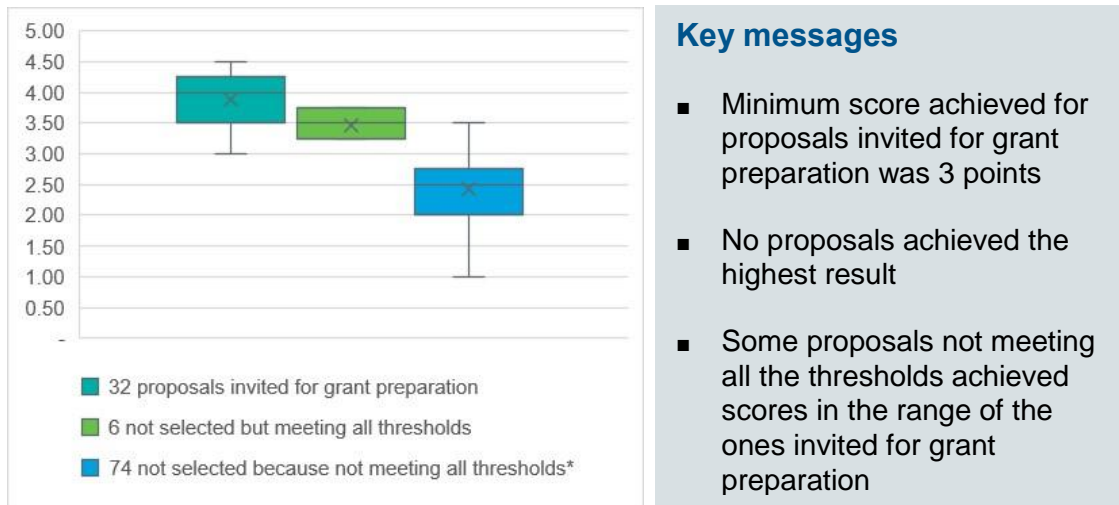 5.00
4.50
4.00
3.50
3.00
2.50
2.00
1.50
1.00
0.50
-
32 proposals invited for grant preparation
6 not selected but meeting all thresholds
74 not selected because not meeting all thresholds*
Key messages
■ Minimum score achieved for
proposals invited for grant
preparation was 3 points
■ No proposals achieved the
highest result
■ Some proposals not meeting
all the thresholds achieved
scores in the range of the
ones invited for grant
preparation